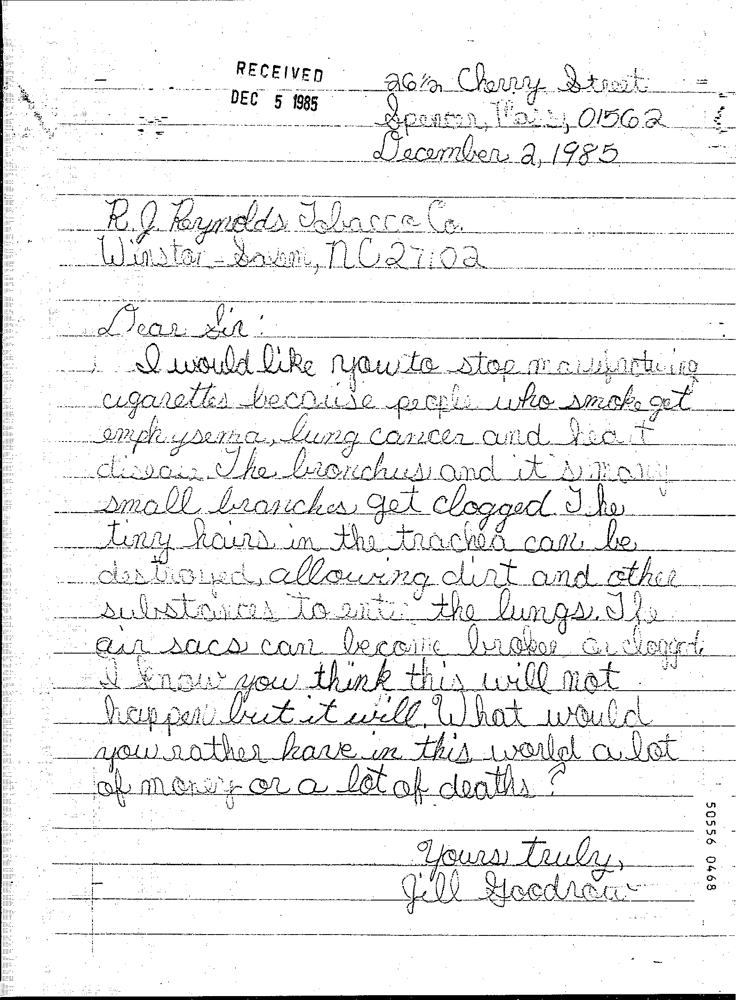 RECEIVED
DEC 5 1985
26½ Cherry Street
Spencer, Mass, 01562
December 2, 1985
R.J. Reynolds Tobacco Co.
Winston-Salem, NC 27102
Dear Sir:
I would like you to stop manufacturing
cigarettes because people who smoke get
emphysema, lung cancer and heart
disease. The bronchus and it's many
small branches get clogged. The
tiny hairs in the trachea can be
destroyed, allowing dirt and other
substances to enter the lungs. The
air sacs can become broken or clogged.
I know you think this will not
happen but it will. What would
you rather have in this world a lot
of money or a lot of deaths?
Yours truly,
Jill Goodrow
50556 0468